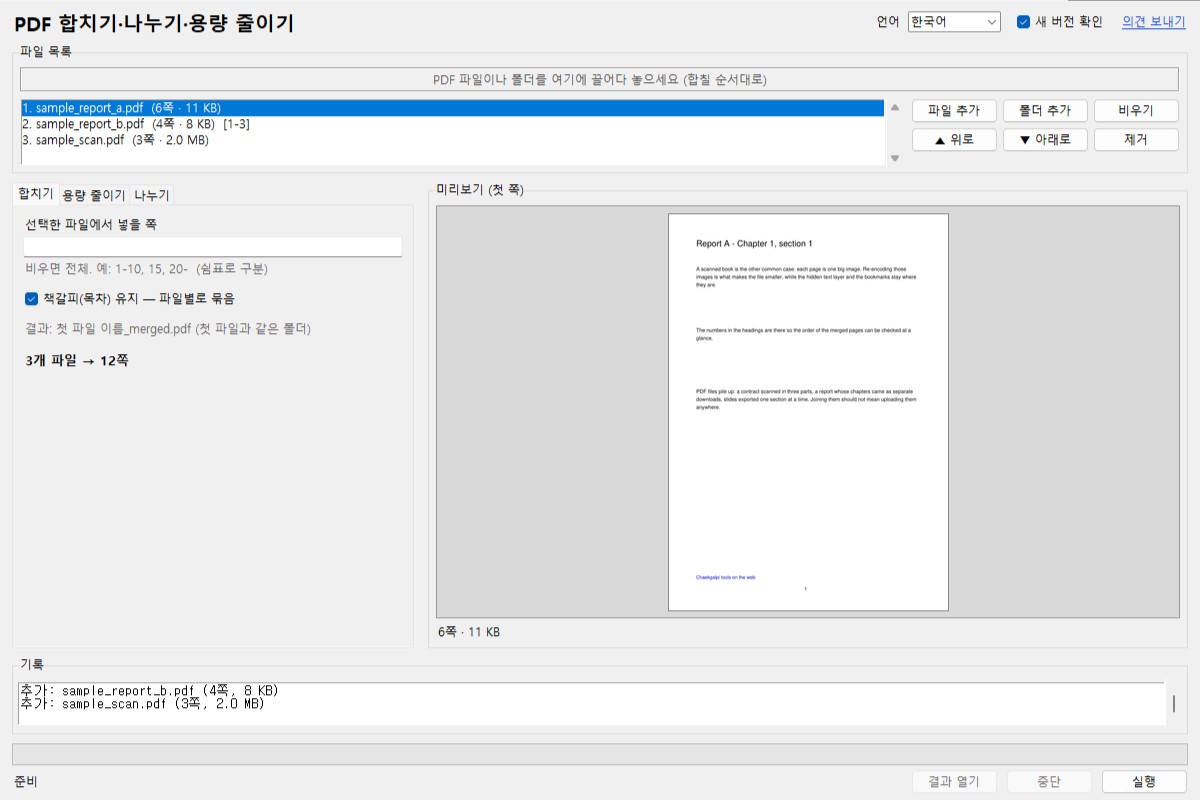 PDF 합치기·나누기·용량 줄이기
언어 한국어 새 버전 확인 의견 보내기
파일 목록
PDF 파일이나 폴더를 여기에 끌어다 놓으세요 (합칠 순서대로)
1. sample_report_a.pdf (6쪽 · 11 KB)
2. sample_report_b.pdf (4쪽 · 8 KB) [1-3]
3. sample_scan.pdf (3쪽 · 2.0 MB)
파일 추가 폴더 추가 비우기
▲ 위로 ▼ 아래로 제거
합치기 용량 줄이기 나누기
선택한 파일에서 넣을 쪽
비우면 전체. 예: 1-10, 15, 20- (쉼표로 구분)
책갈피(목차) 유지 — 파일별로 묶음
결과: 첫 파일 이름_merged.pdf (첫 파일과 같은 폴더)
3개 파일 → 12쪽
미리보기 (첫 쪽)
Report A - Chapter 1, section 1
A scanned book is the other common case: each page is one big image. Re-encoding those
images is what makes the file smaller, while the hidden text layer and the bookmarks stay where
they are.
The numbers in the headings are there so the order of the merged pages can be checked at a
glance.
PDF files pile up: a contract scanned in three parts, a report whose chapters came as separate
downloads, slides exported one section at a time. Joining them should not mean uploading them
anywhere.
Chaekgalpi tools on the web
1
6쪽 · 11 KB
기록
추가: sample_report_b.pdf (4쪽, 8 KB)
추가: sample_scan.pdf (3쪽, 2.0 MB)
준비
결과 열기 중단 실행